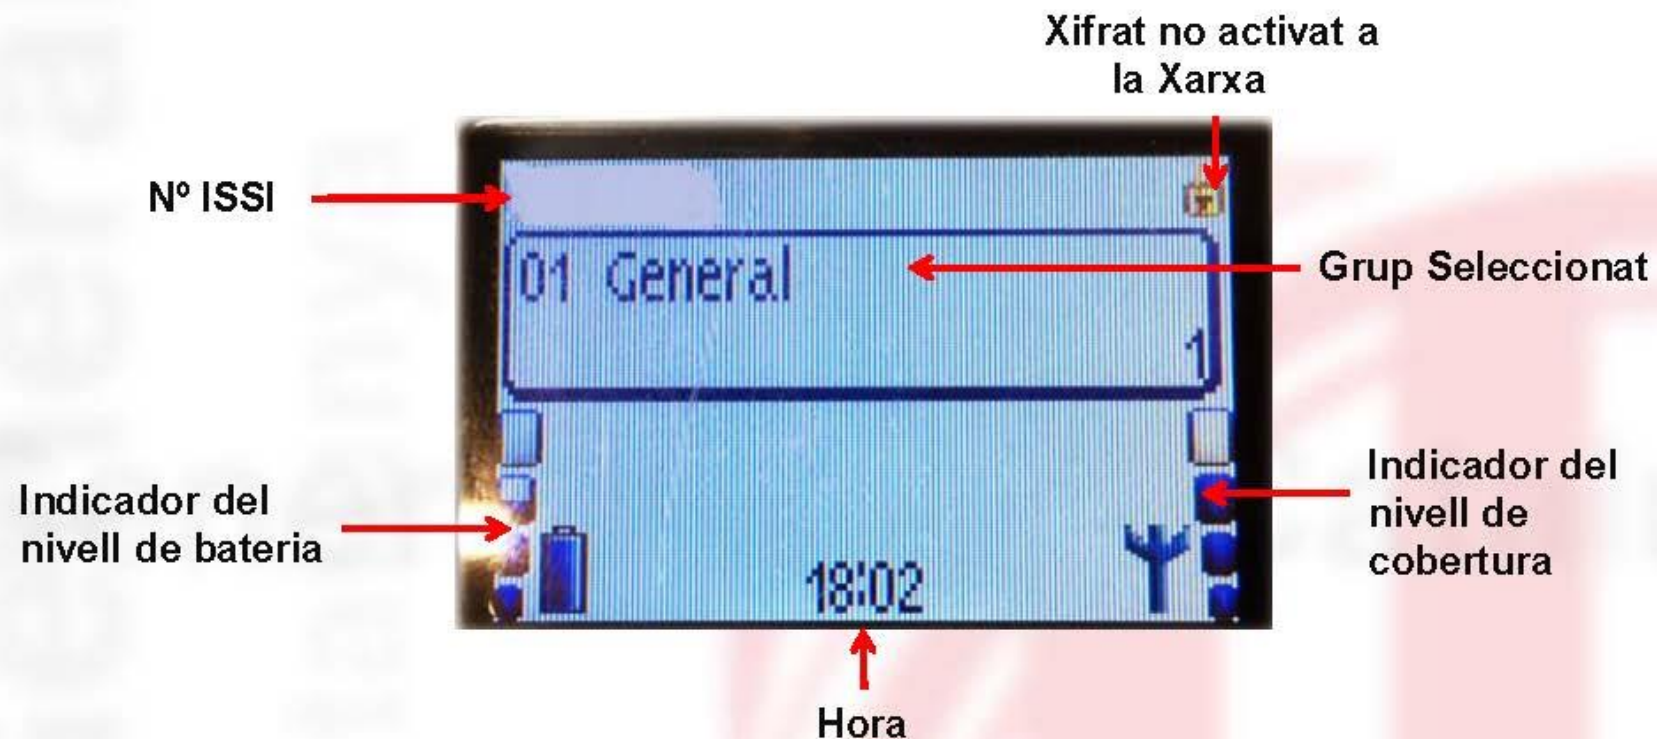 Xifrat no activat a
la Xarxa
Nº ISSI
01 General
Grup Seleccionat
1
Indicador del
nivell de bateria
Indicador del
nivell de
cobertura
18:02
Hora